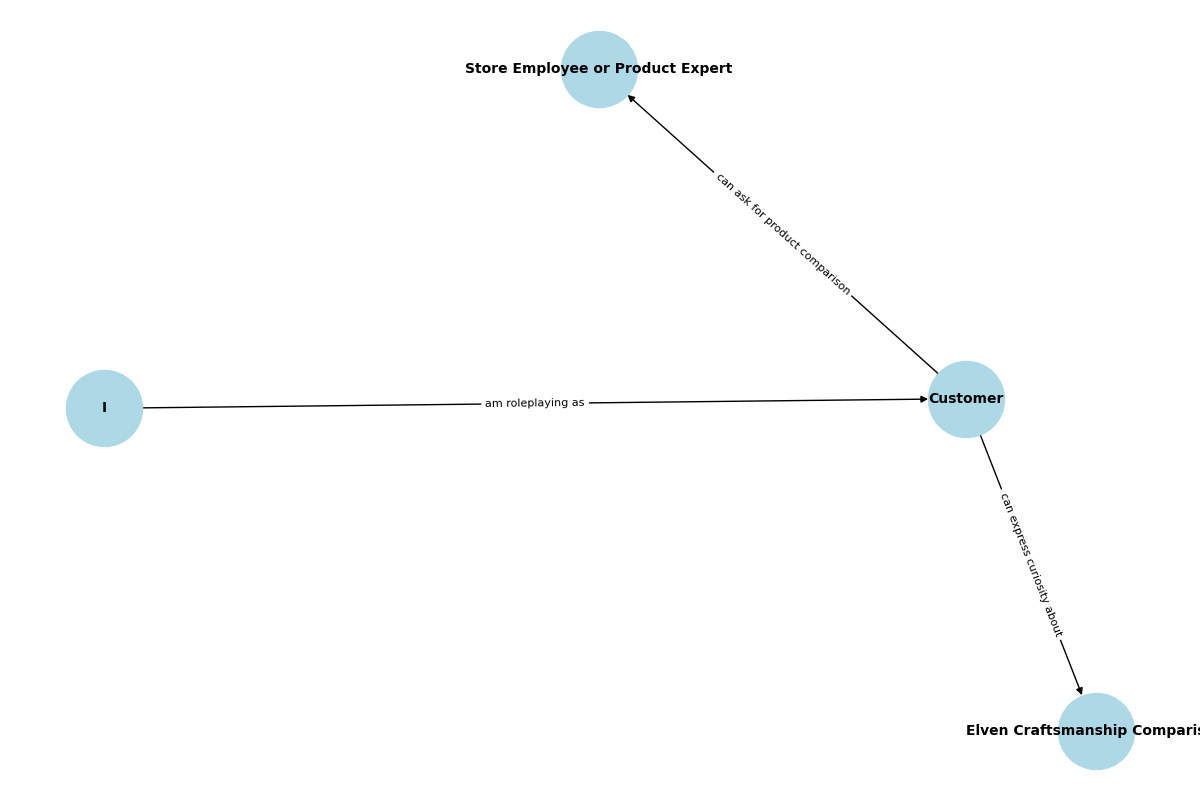 Store Employee or Product Expert
can ask for product comparison
I
am roleplaying as
Customer
can express curiosity about
Elven Craftsmanship Comparis